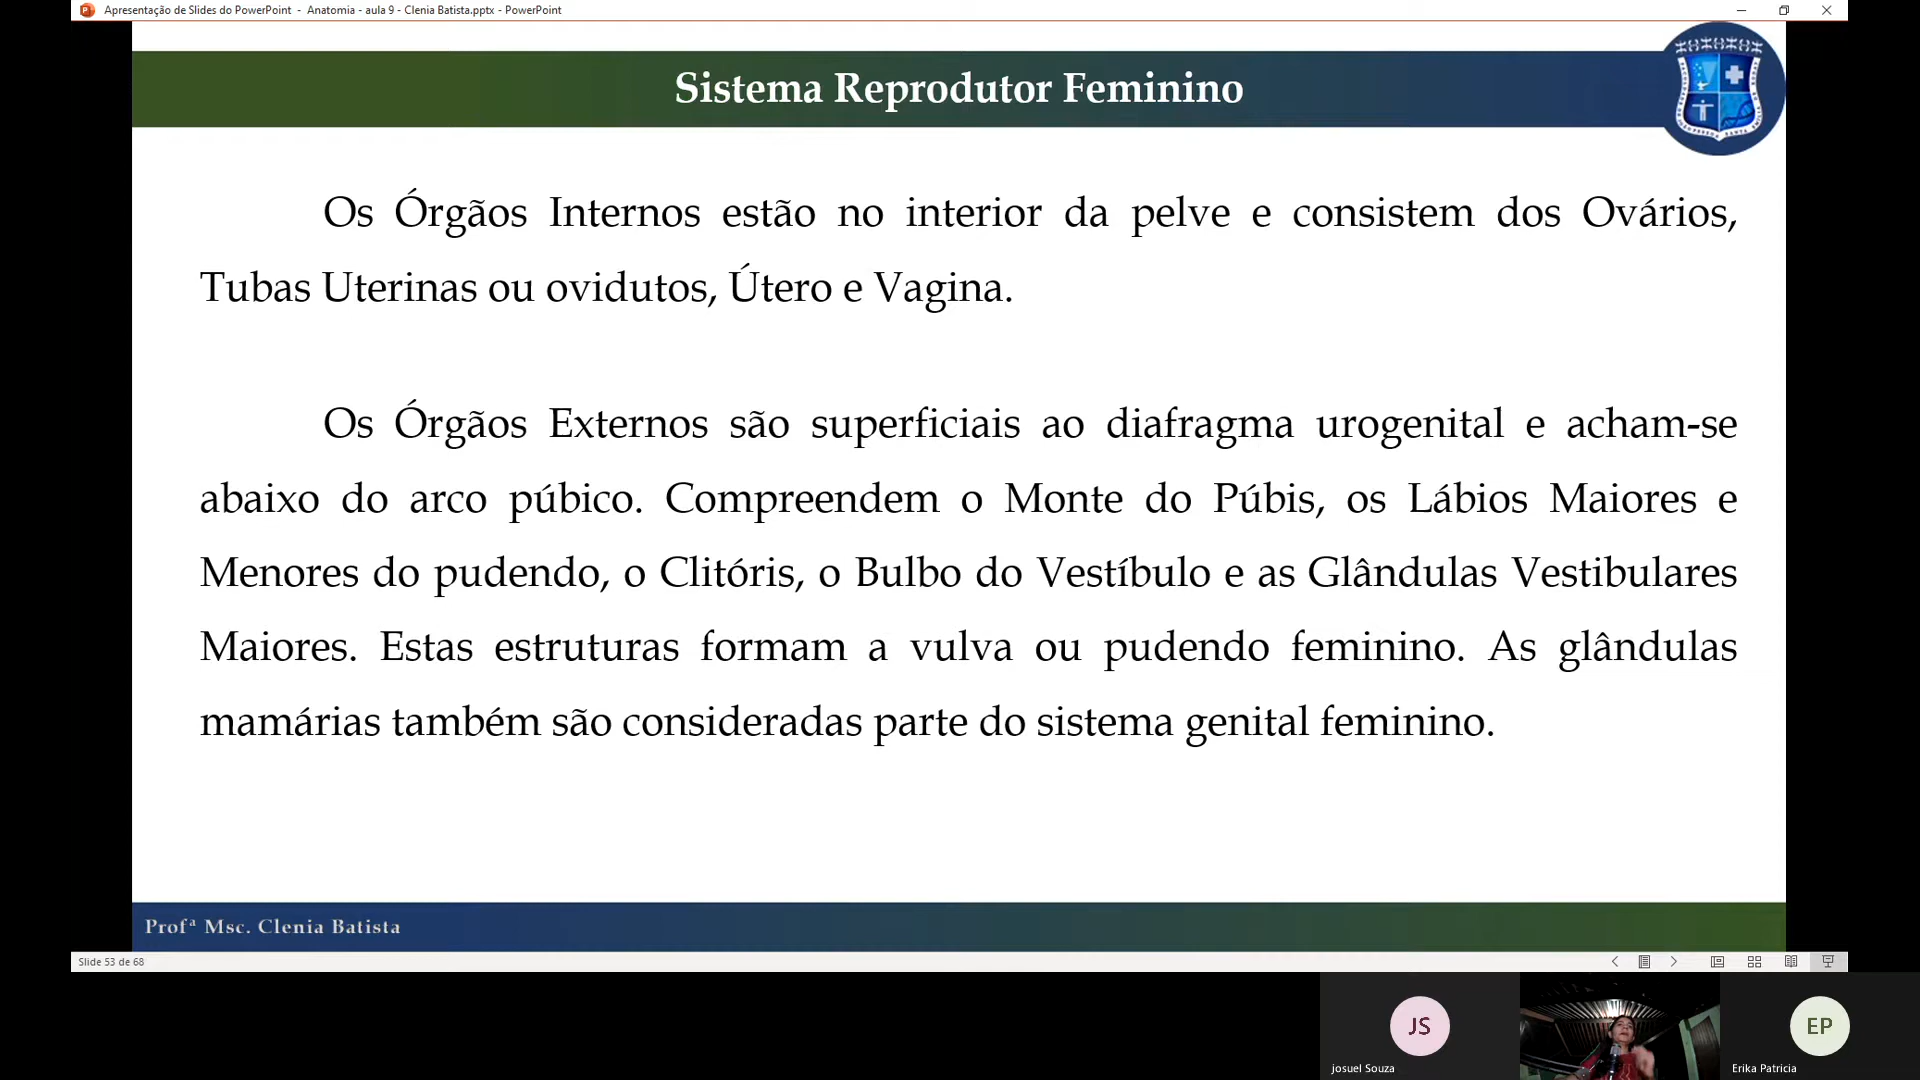 Apresentação de Slides do PowerPoint - Anatomia - aula 9 - Clenia Batista.pptx - PowerPoint
Sistema Reprodutor Feminino
Os Órgãos Internos estão no interior da pelve e consistem dos Ovários,
Tubas Uterinas ou ovidutos, Útero e Vagina.
Os Órgãos Externos são superficiais ao diafragma urogenital e acham-se
abaixo do arco púbico. Compreendem o Monte do Púbis, os Lábios Maiores e
Menores do pudendo, o Clitóris, o Bulbo do Vestíbulo e as Glândulas Vestibulares
Maiores. Estas estruturas formam a vulva ou pudendo feminino. As glândulas
mamárias também são consideradas parte do sistema genital feminino.
Profª Msc. Clenia Batista
Slide 53 de 68
JS
EP
josuel Souza
Erika Patricia